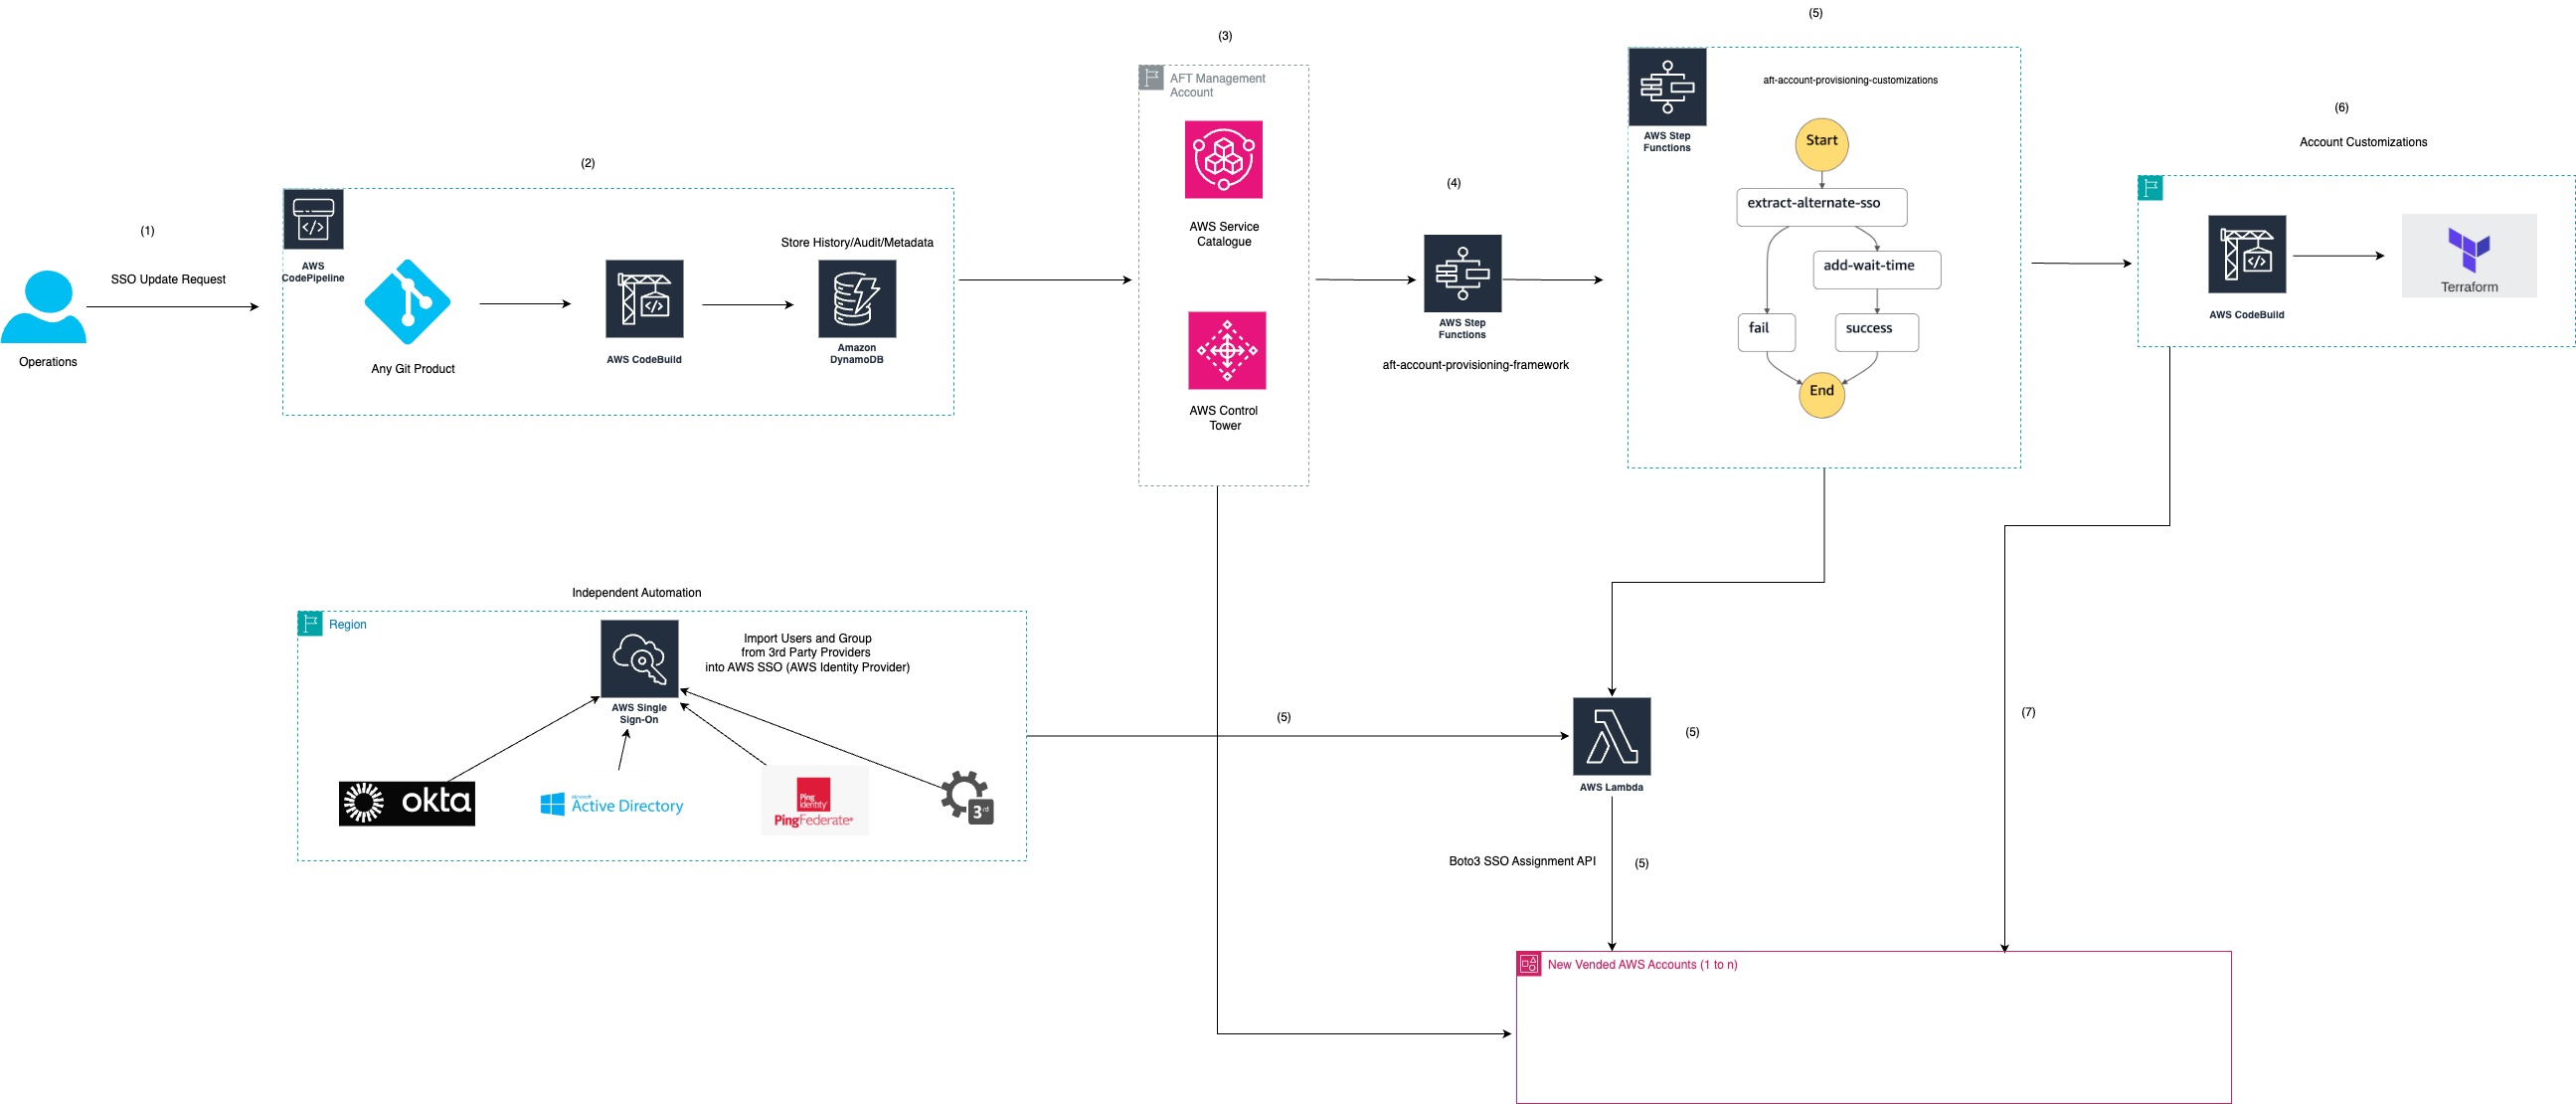 (1)
SSO Update Request
Operations
(2)
AWS
CodePipeline
Any Git Product
AWS CodeBuild
Store History/Audit/Metadata
Amazon
DynamoDB
(3)
AFT Management
Account
AWS Service
Catalogue
AWS Control
Tower
(4)
AWS Step
Functions
aft-account-provisioning-framework
(5)
AWS Step
Functions
aft-account-provisioning-customizations
Start
extract-alternate-sso
add-wait-time
fail
success
End
(6)
Account Customizations
AWS CodeBuild
Terraform
Independent Automation
Region
Import Users and Group
from 3rd Party Providers
into AWS SSO (AWS Identity Provider)
AWS Single
Sign-On
okta
Microsoft
Active Directory
Ping
Identity
PingFederate®
3rd
(5)
(5)
AWS Lambda
(7)
Boto3 SSO Assignment API
(5)
New Vended AWS Accounts (1 to n)